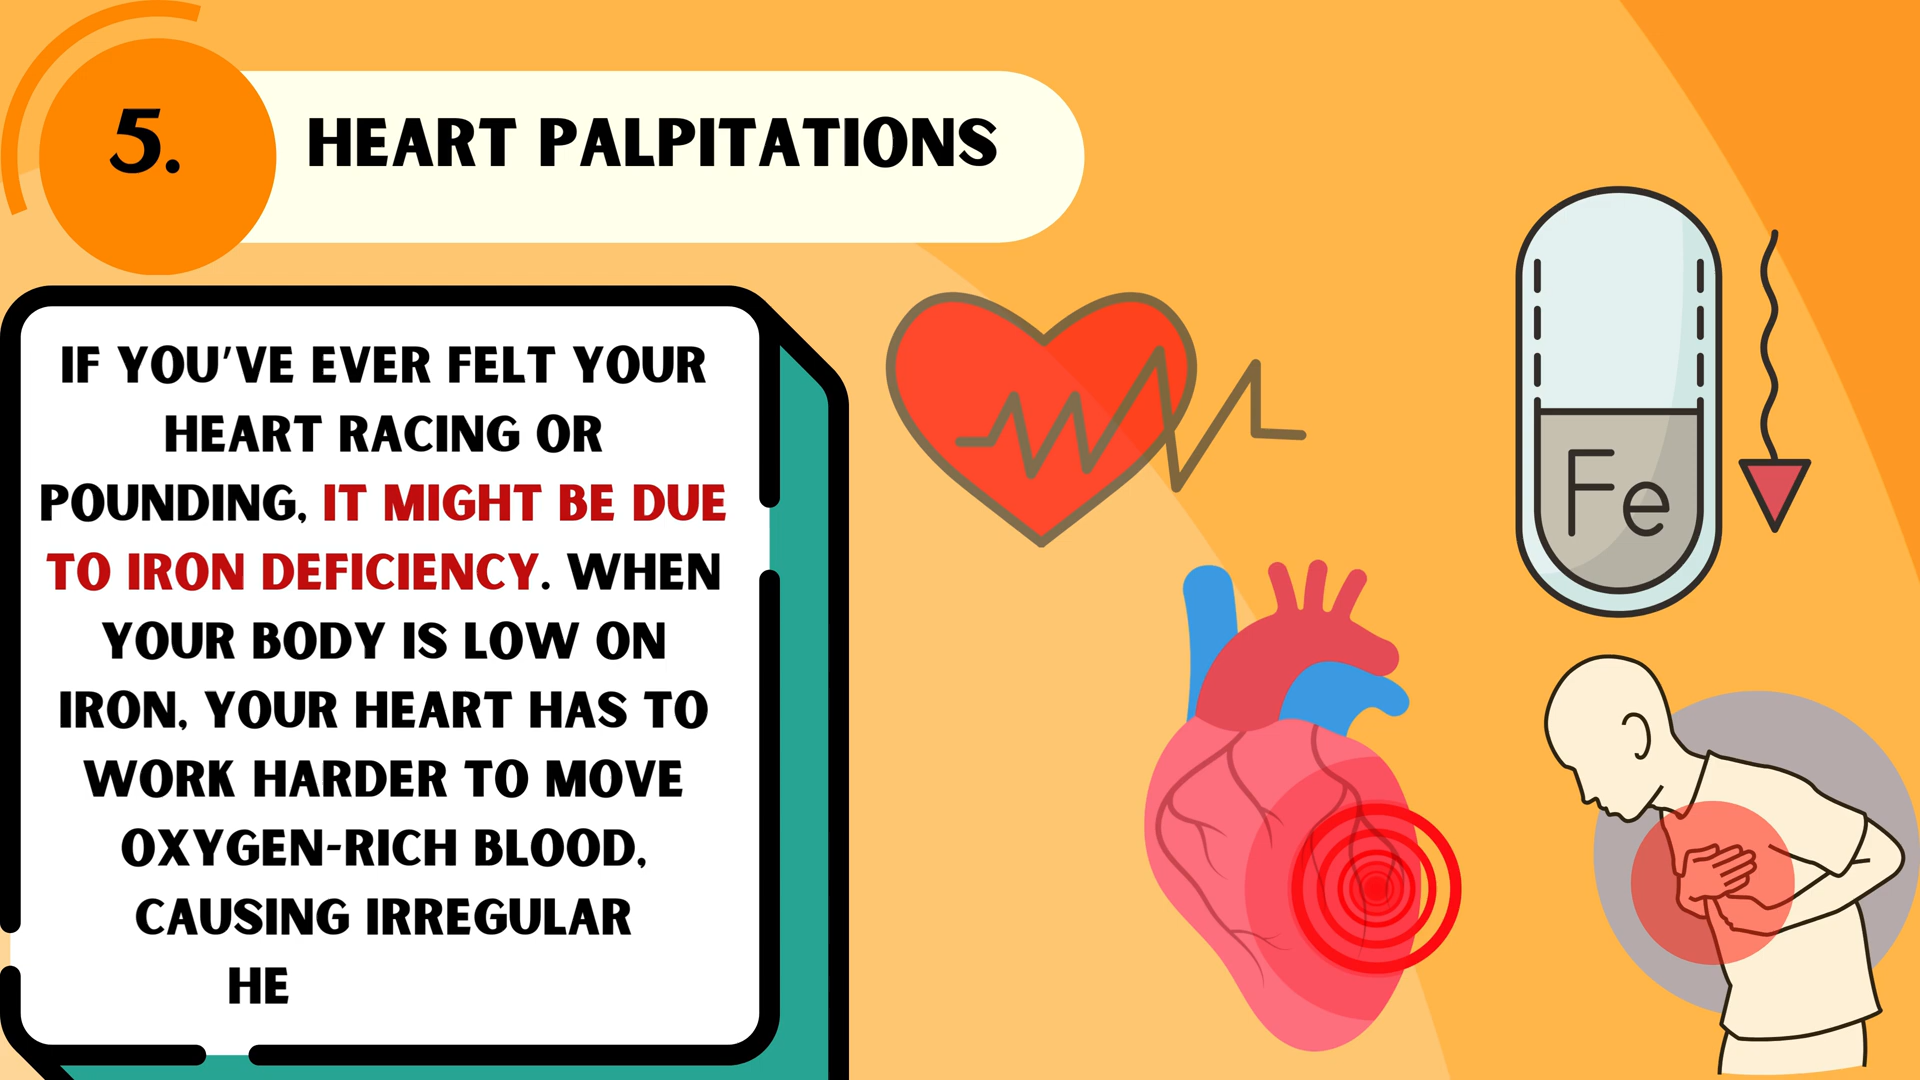 5.
HEART PALPITATIONS
IF YOU'VE EVER FELT YOUR
HEART RACING OR
POUNDING, IT MIGHT BE DUE
TO IRON DEFICIENCY. WHEN
YOUR BODY IS LOW ON
IRON, YOUR HEART HAS TO
WORK HARDER TO MOVE
OXYGEN-RICH BLOOD,
CAUSING IRREGULAR
HE
Fe